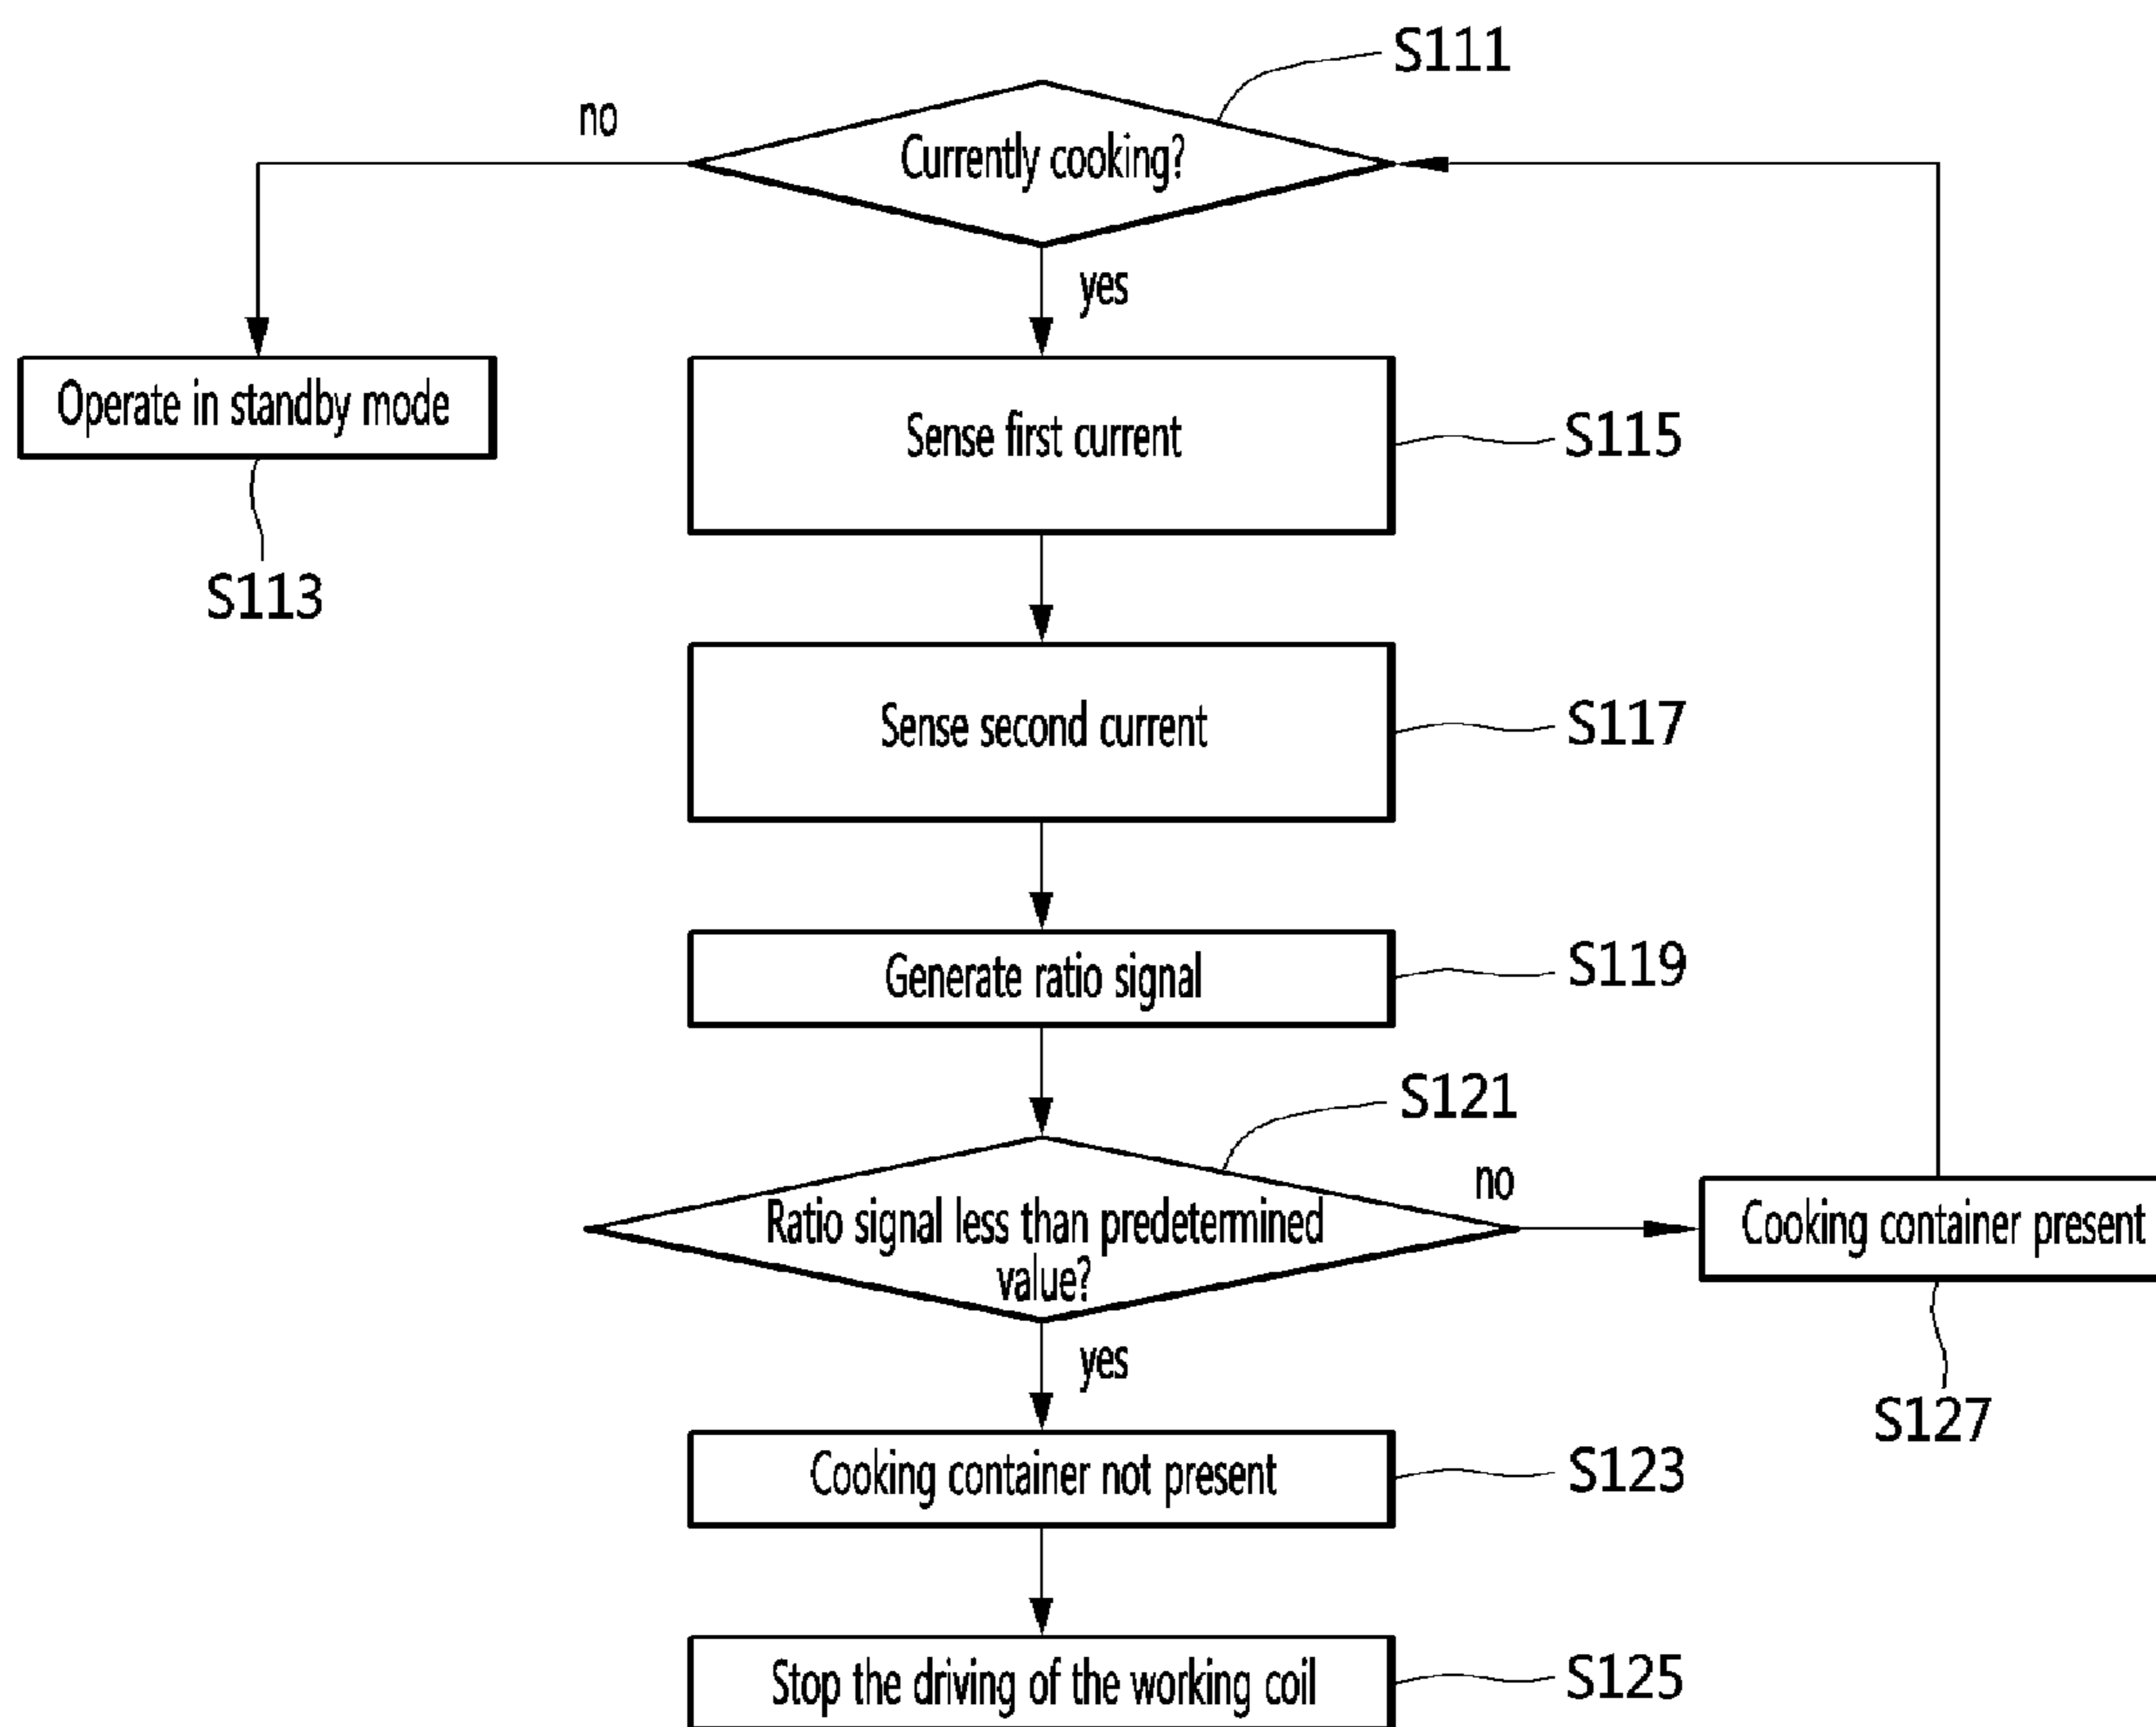 S111
no
Currently cooking?
yes
Operate in standby mode
Sense first current
S115
S113
Sense second current
S117
Generate ratio signal
S119
S121
no
Ratio signal less than predetermined
value?
Cooking container present
yes
S127
Cooking container not present
S123
Stop the driving of the working coil
S125